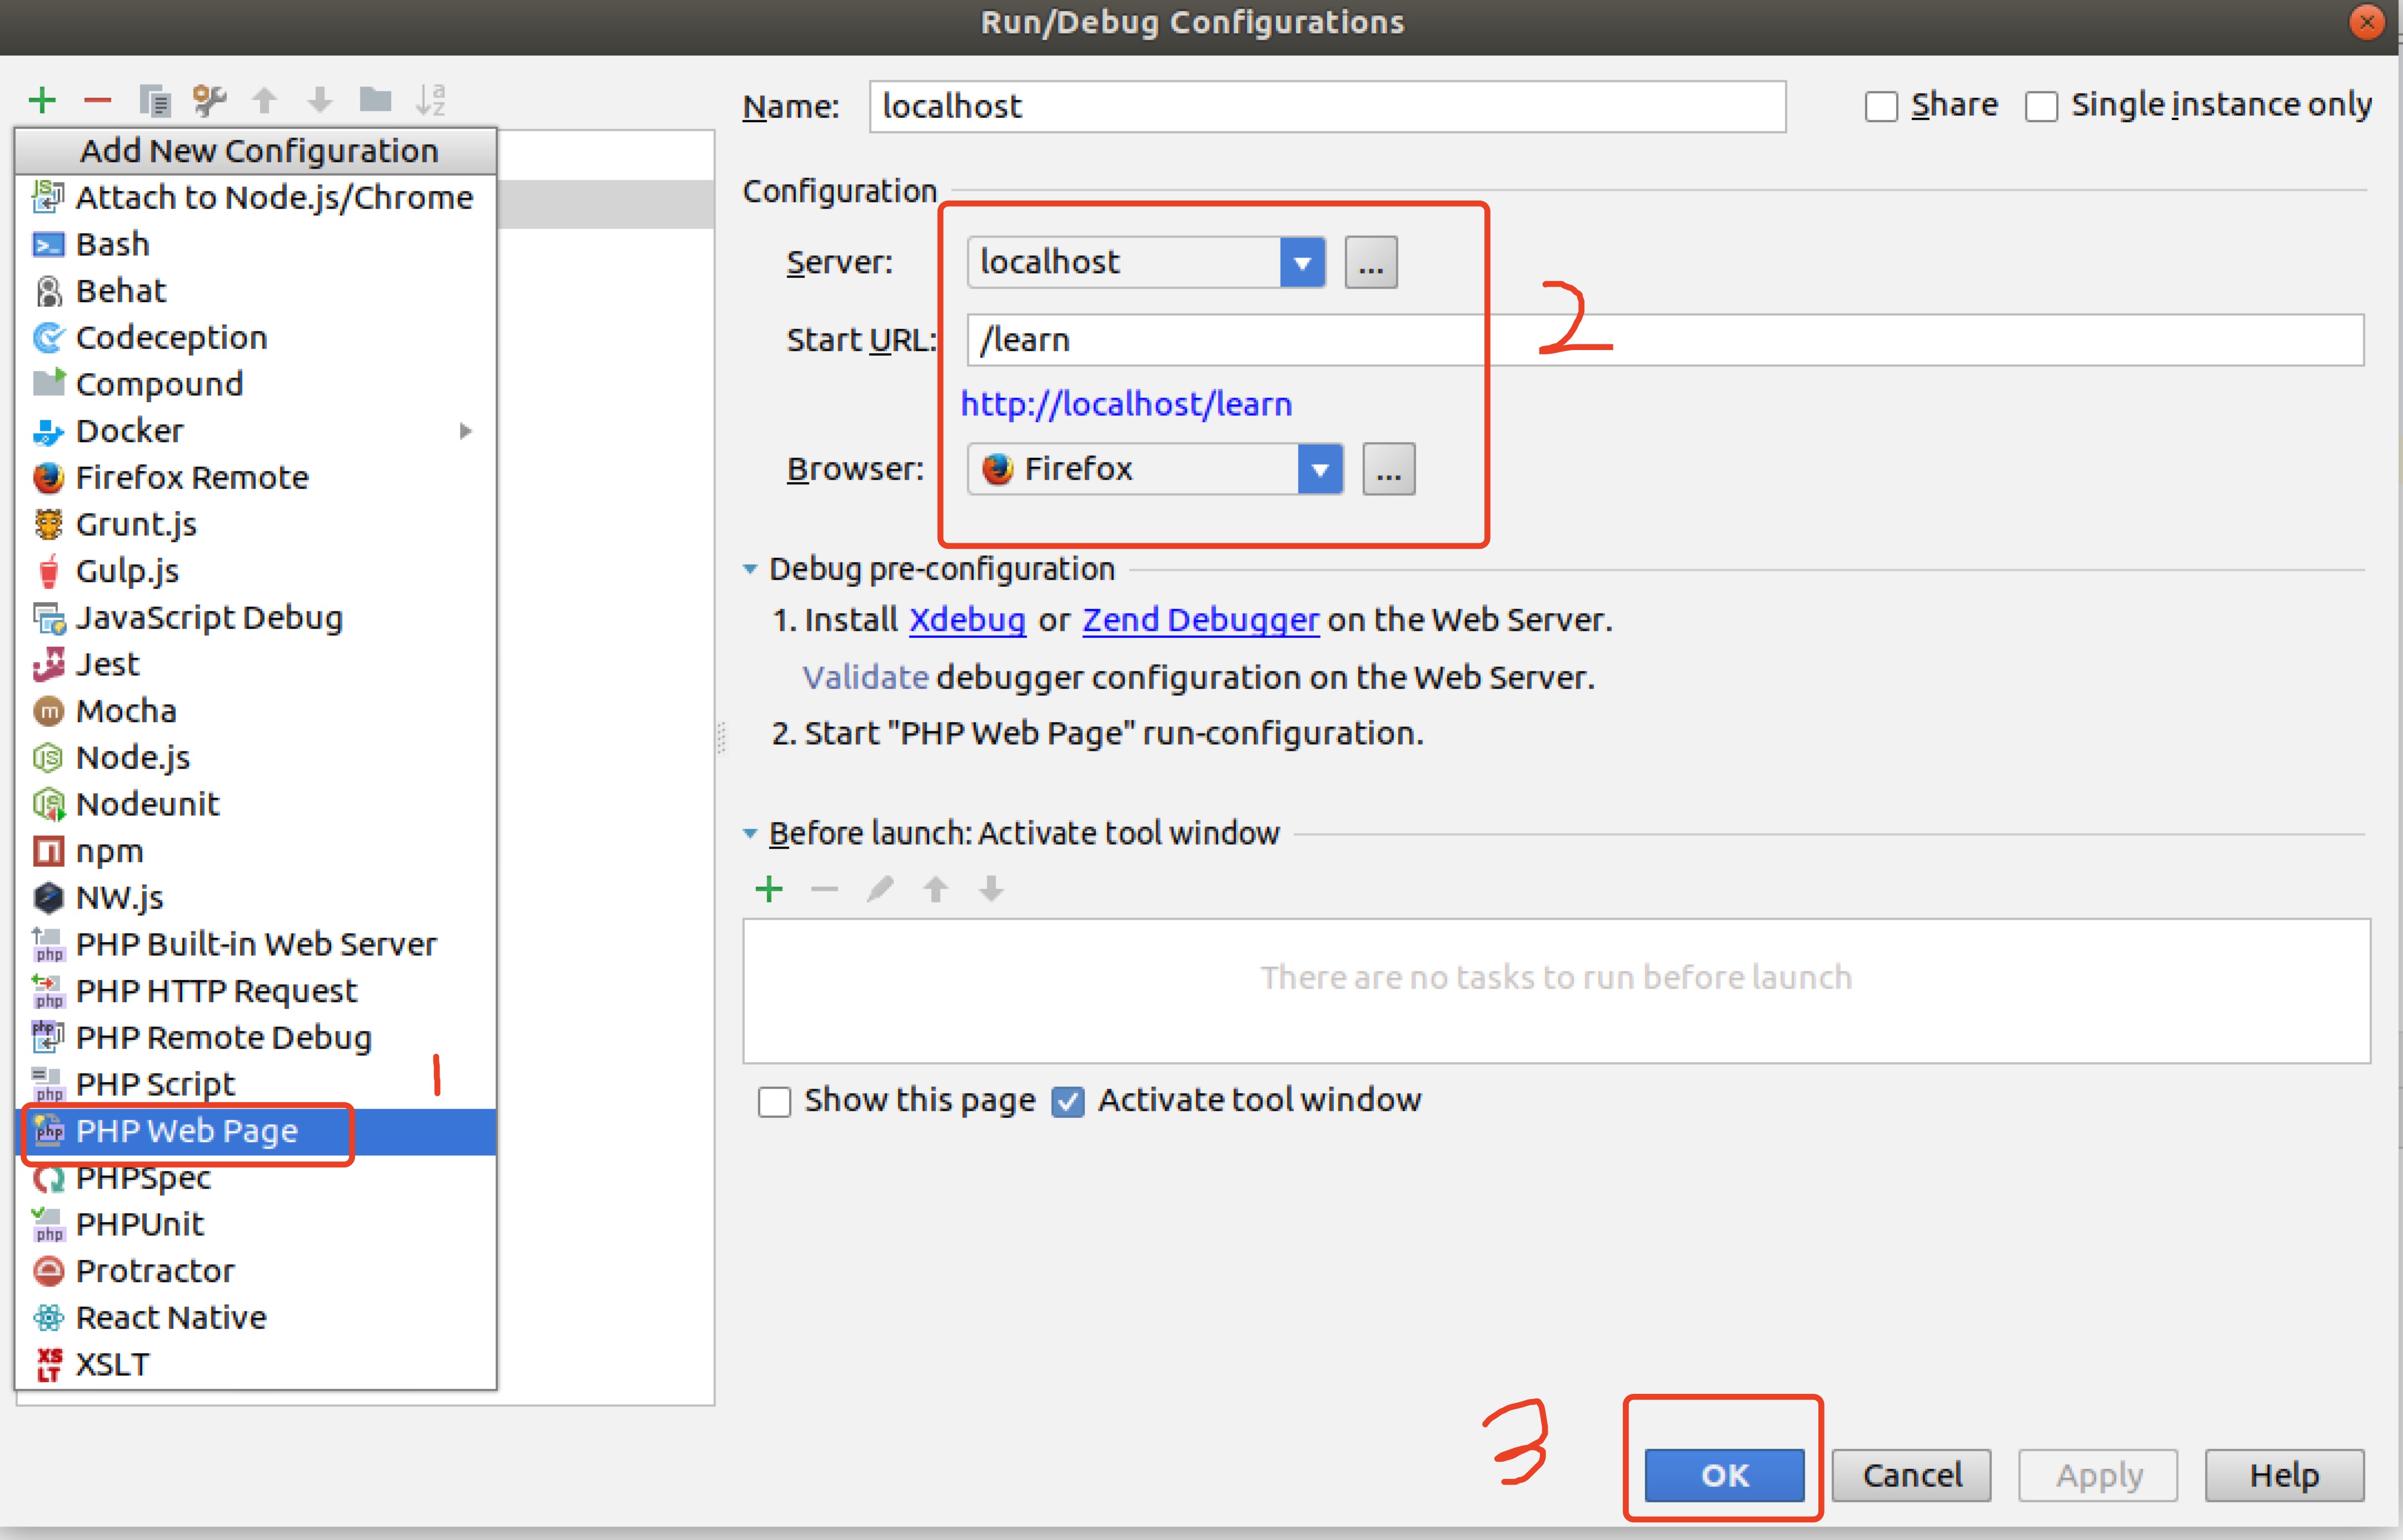 Run/Debug Configurations
Add New Configuration
Attach to Node.js/Chrome
Bash
Behat
Codeception
Compound
Docker
Firefox Remote
Grunt.js
Gulp.js
JavaScript Debug
Jest
Mocha
Node.js
Nodeunit
npm
NW.js
PHP Built-in Web Server
PHP HTTP Request
PHP Remote Debug
PHP Script
1
PHP Web Page
PHPSpec
PHPUnit
Protractor
React Native
XSLT
Name: localhost Share Single instance only
Configuration
Server: localhost ...
Start URL: /learn
2
http://localhost/learn
Browser: Firefox ...
Debug pre-configuration
1. Install Xdebug or Zend Debugger on the Web Server.
Validate debugger configuration on the Web Server.
2. Start "PHP Web Page" run-configuration.
Before launch: Activate tool window
There are no tasks to run before launch
Show this page Activate tool window
3
OK Cancel Apply Help